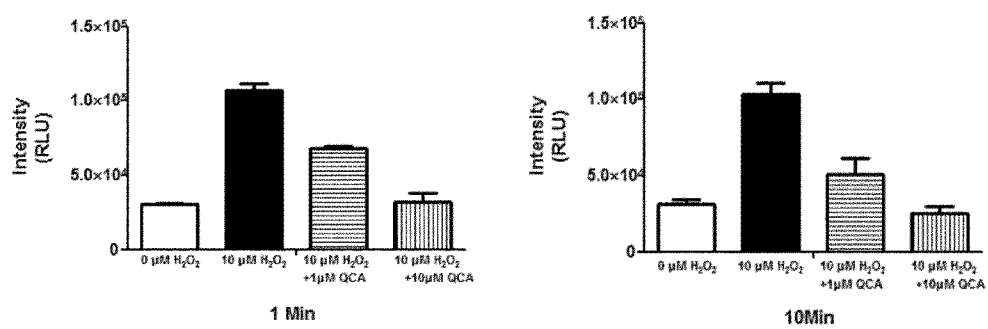 1.5×10⁵
1.0×10⁵
5.0×10⁴
0
Intensity
(RLU)
0 µM H₂O₂
10 µM H₂O₂
10 µM H₂O₂
+1µM QCA
10 µM H₂O₂
+10µM QCA
1 Min
1.5×10⁵
1.0×10⁵
5.0×10⁴
0
Intensity
(RLU)
0 µM H₂O₂
10 µM H₂O₂
10 µM H₂O₂
+1µM QCA
10 µM H₂O₂
+10µM QCA
10Min